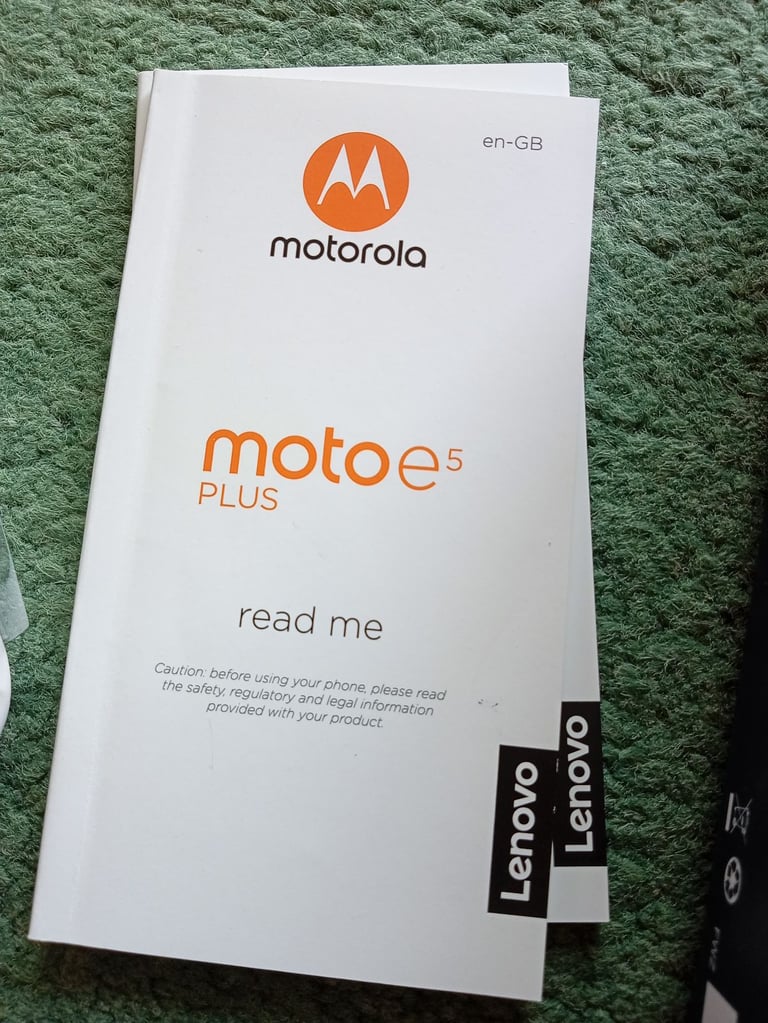 en-GB
motorola
moto e5
PLUS
read me
Caution: before using your phone, please read
the safety, regulatory and legal information
provided with your product.
Lenovo
Lenovo